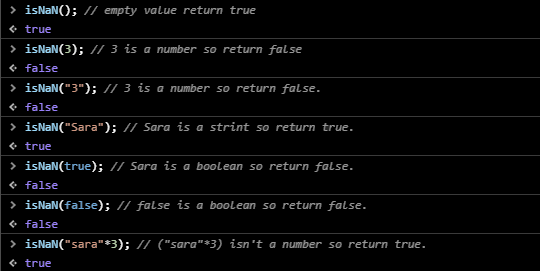 > isNaN(); // empty value return true
true
> isNaN(3); // 3 is a number so return false
false
> isNaN("3"); // 3 is a number so return false.
false
> isNaN("Sara"); // Sara is a strint so return true.
true
> isNaN(true); // Sara is a boolean so return false.
false
> isNaN(false); // false is a boolean so return false.
false
> isNaN("sara"*3); // ("sara"*3) isn't a number so return true.
true